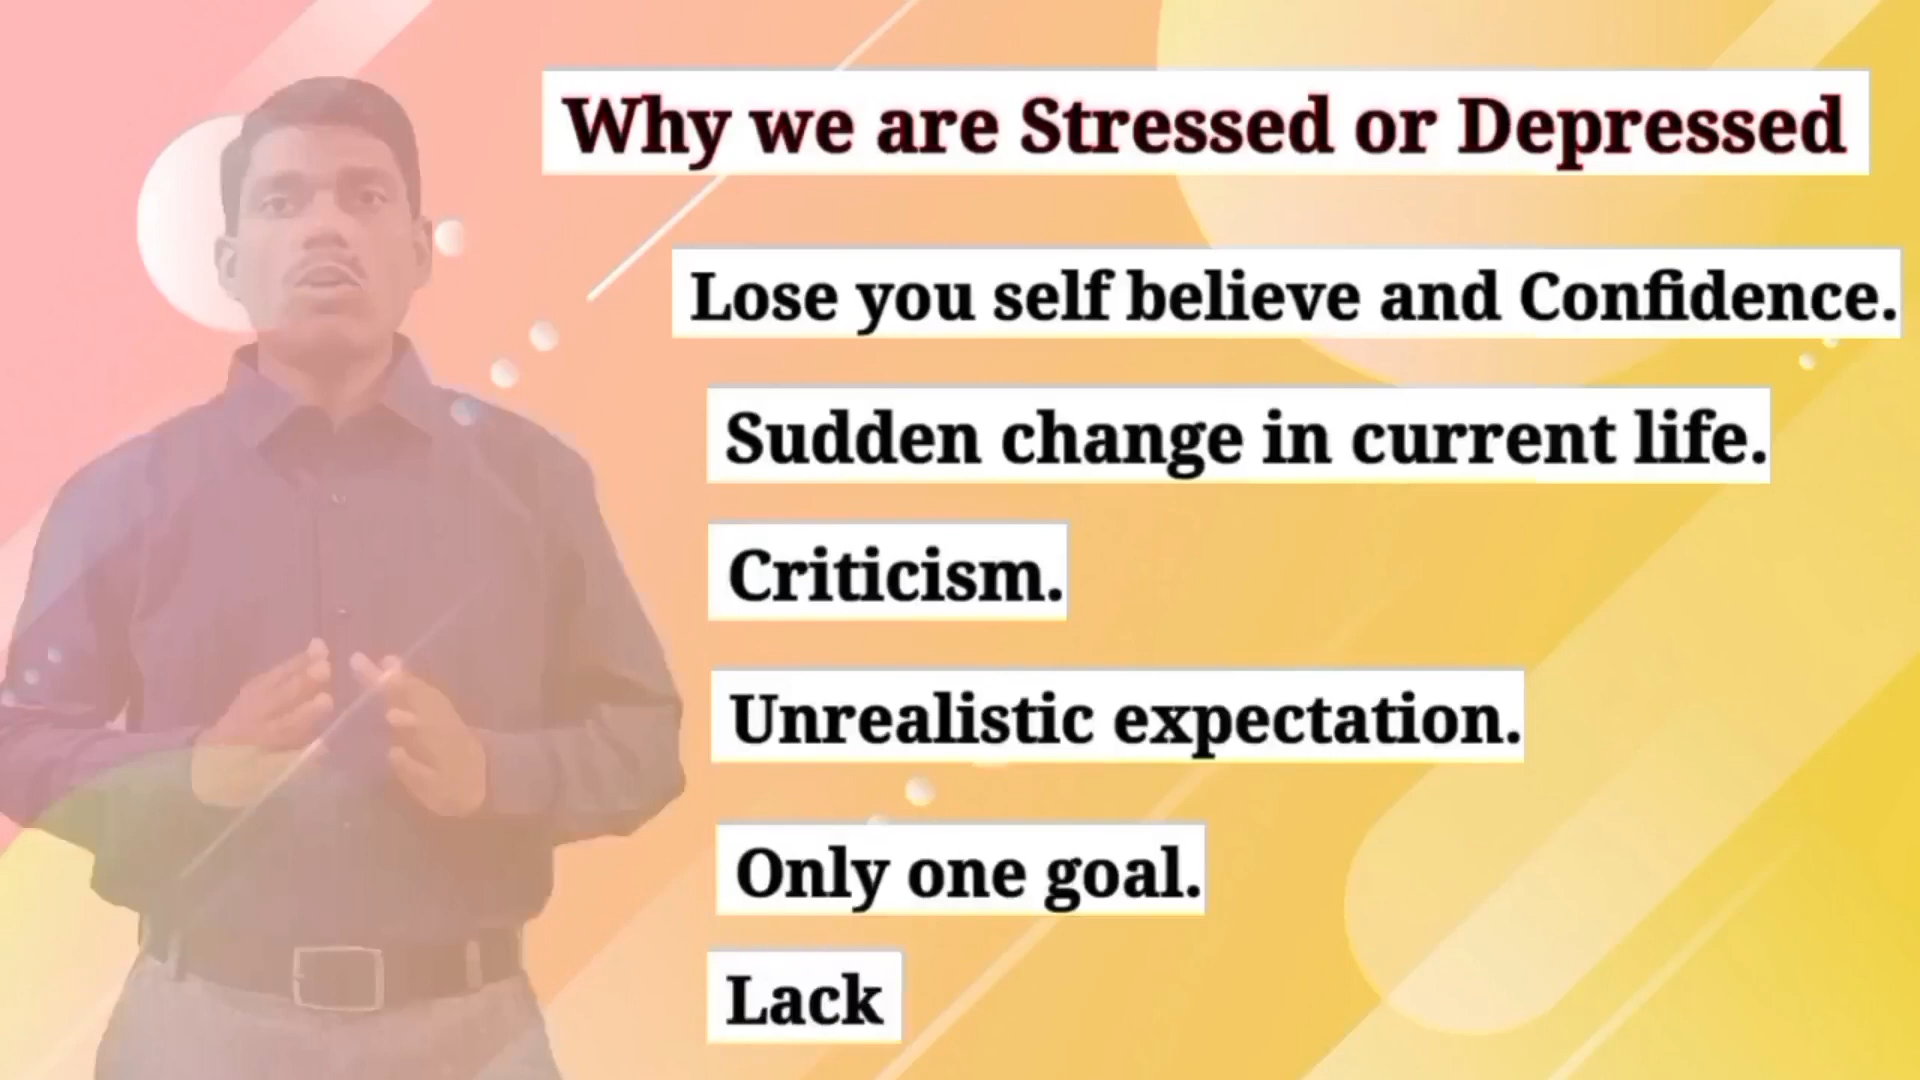 Why we are Stressed or Depressed
Lose you self believe and Confidence.
Sudden change in current life.
Criticism.
Unrealistic expectation.
Only one goal.
Lack